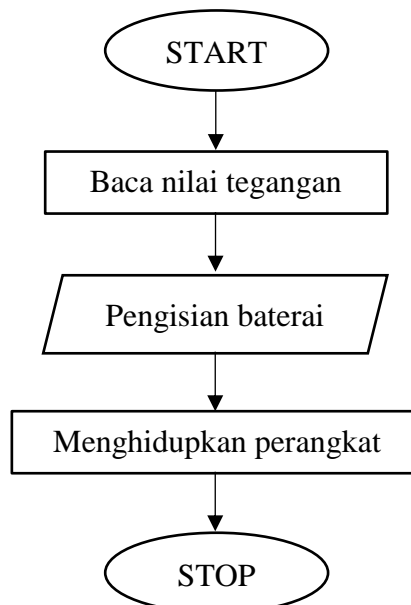 START
Baca nilai tegangan
Pengisian baterai
Menghidupkan perangkat
STOP